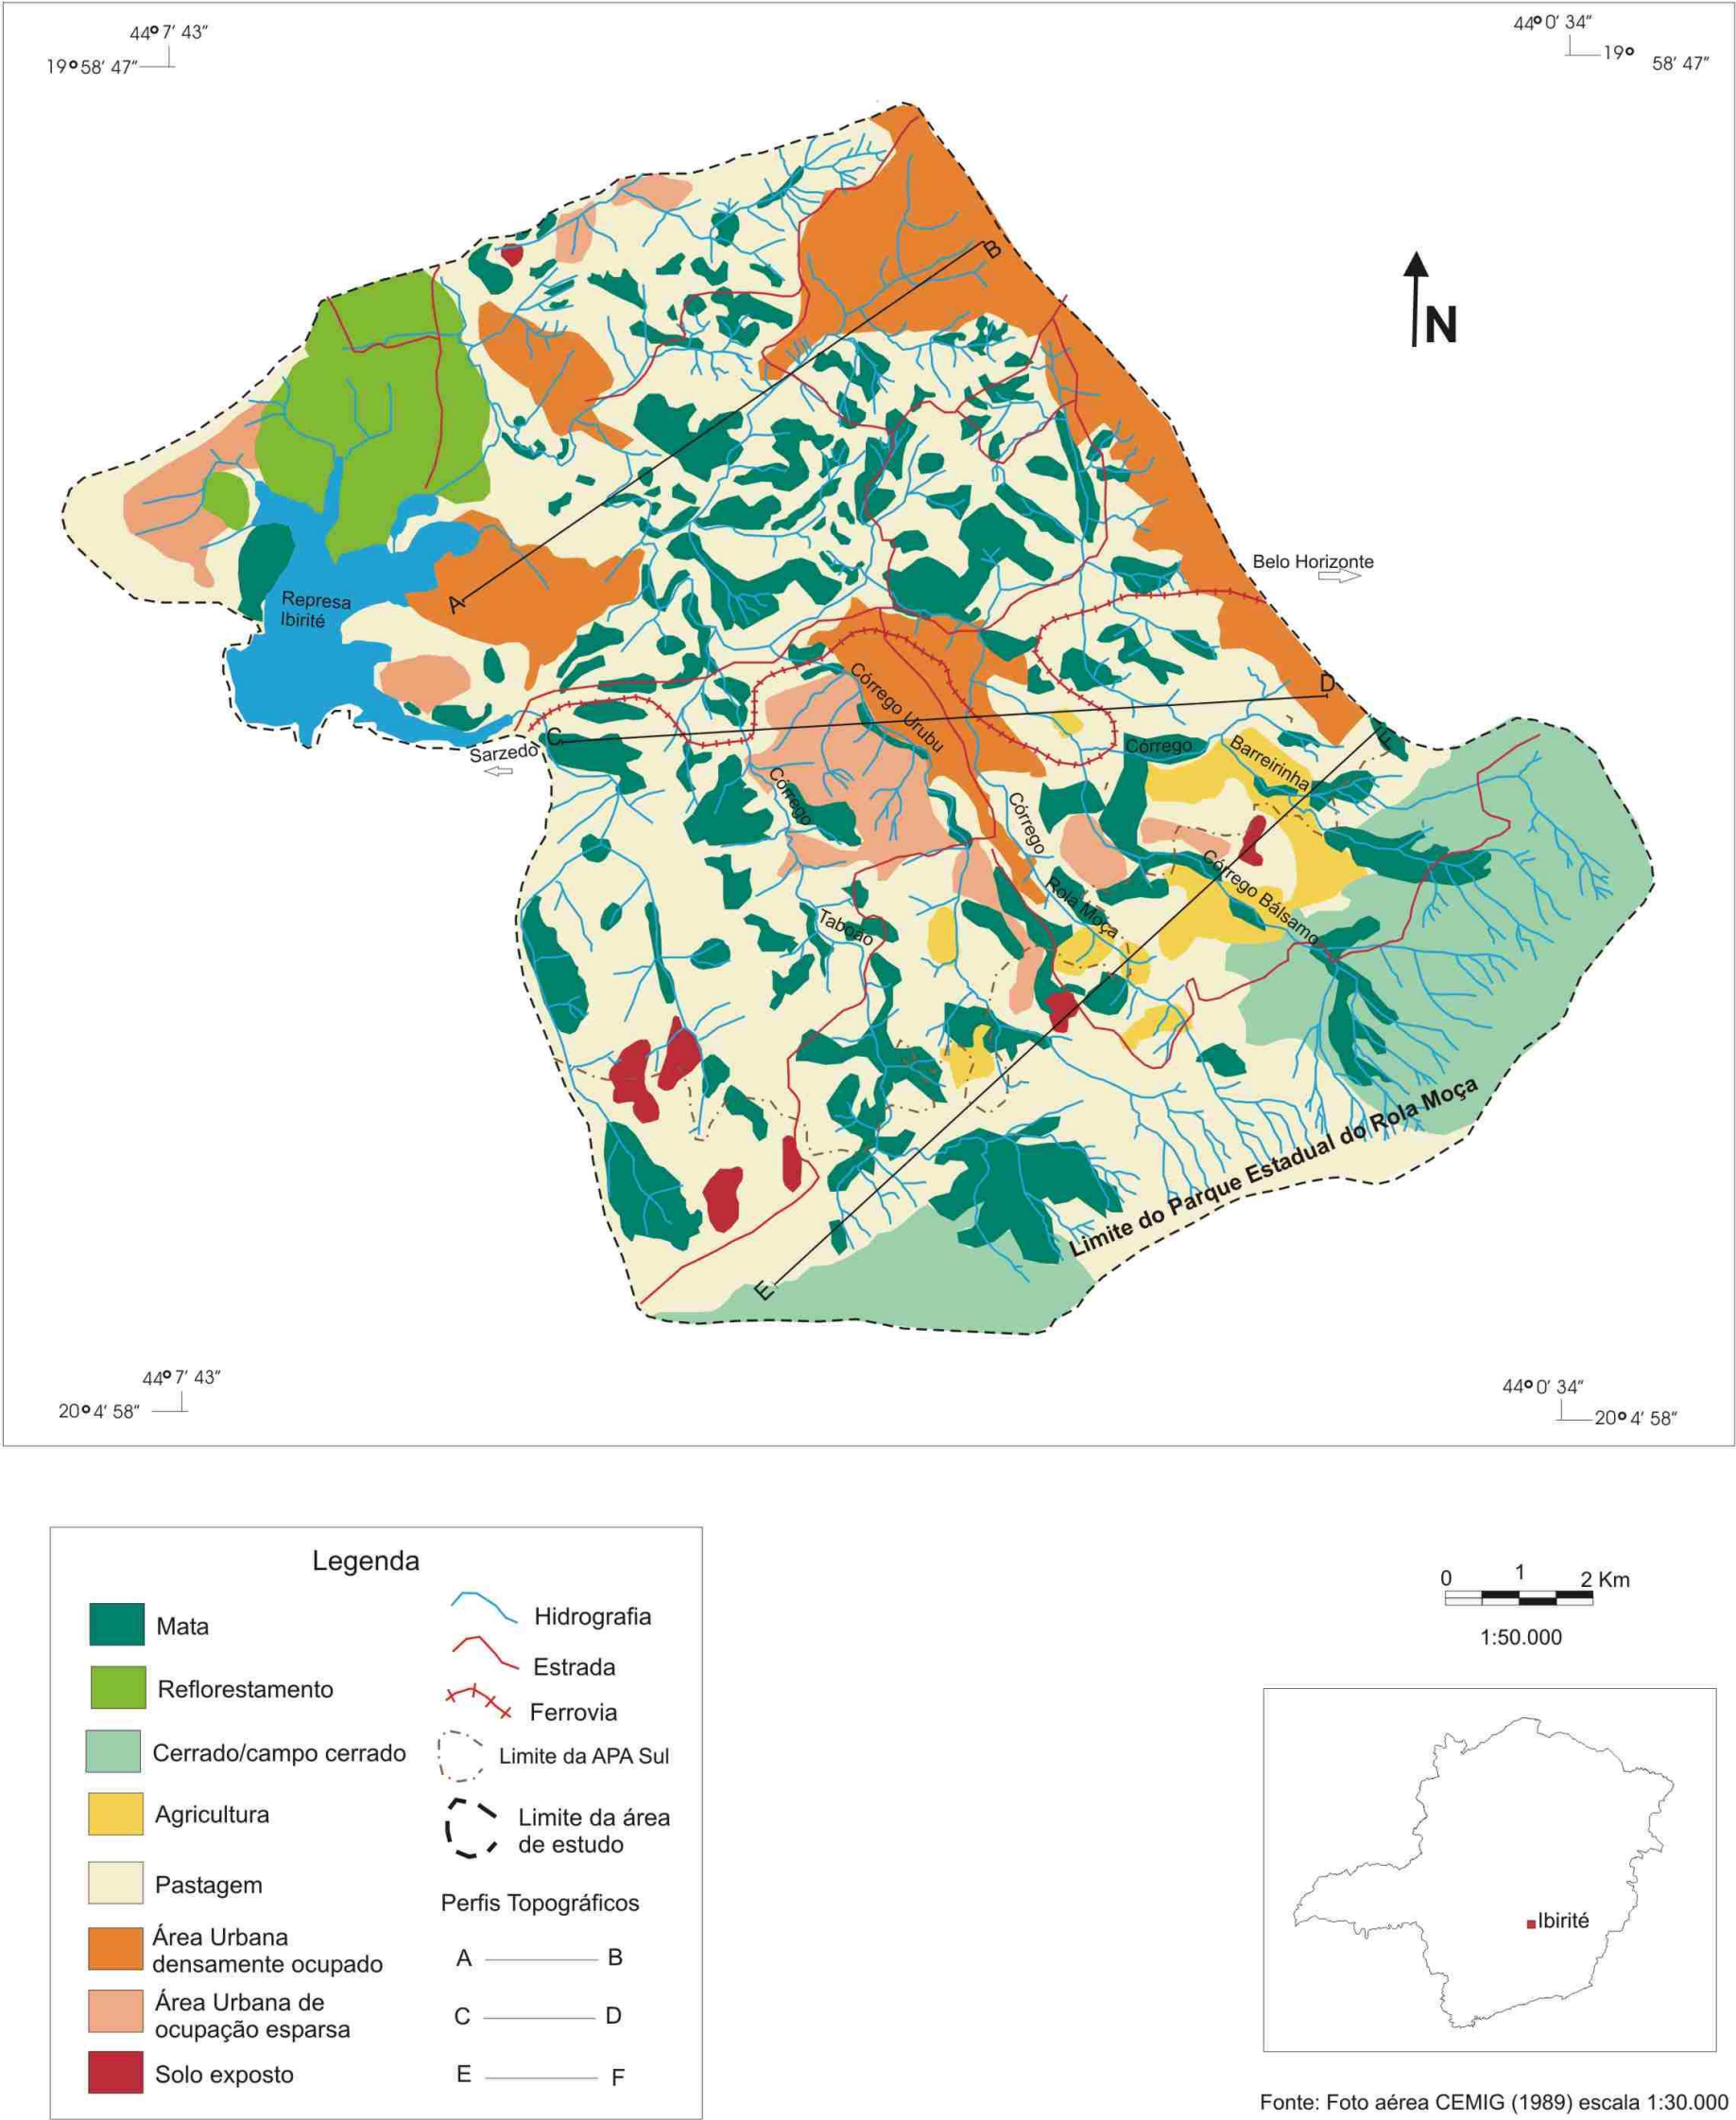 44° 7' 43"
19° 58' 47"
44° 0' 34"
19° 58' 47"
B
N
Belo Horizonte
A
Represa
Ibirité
Córrego Urubu
D
C
Sarzedo
F
Córrego Barreirinha
Córrego Taboão
Córrego Rola Moça
Córrego Bálsamo
Limite do Parque Estadual do Rola Moça
E
44° 7' 43"
20° 4' 58"
44° 0' 34"
20° 4' 58"
Legenda
Mata
Reflorestamento
Cerrado/campo cerrado
Agricultura
Pastagem
Área Urbana
densamente ocupado
Área Urbana de
ocupação esparsa
Solo exposto
Hidrografia
Estrada
Ferrovia
Limite da APA Sul
Limite da área
de estudo
Perfis Topográficos
A B
C D
E F
0 1 2 Km
1:50.000
Ibirité
Fonte: Foto aérea CEMIG (1989) escala 1:30.000